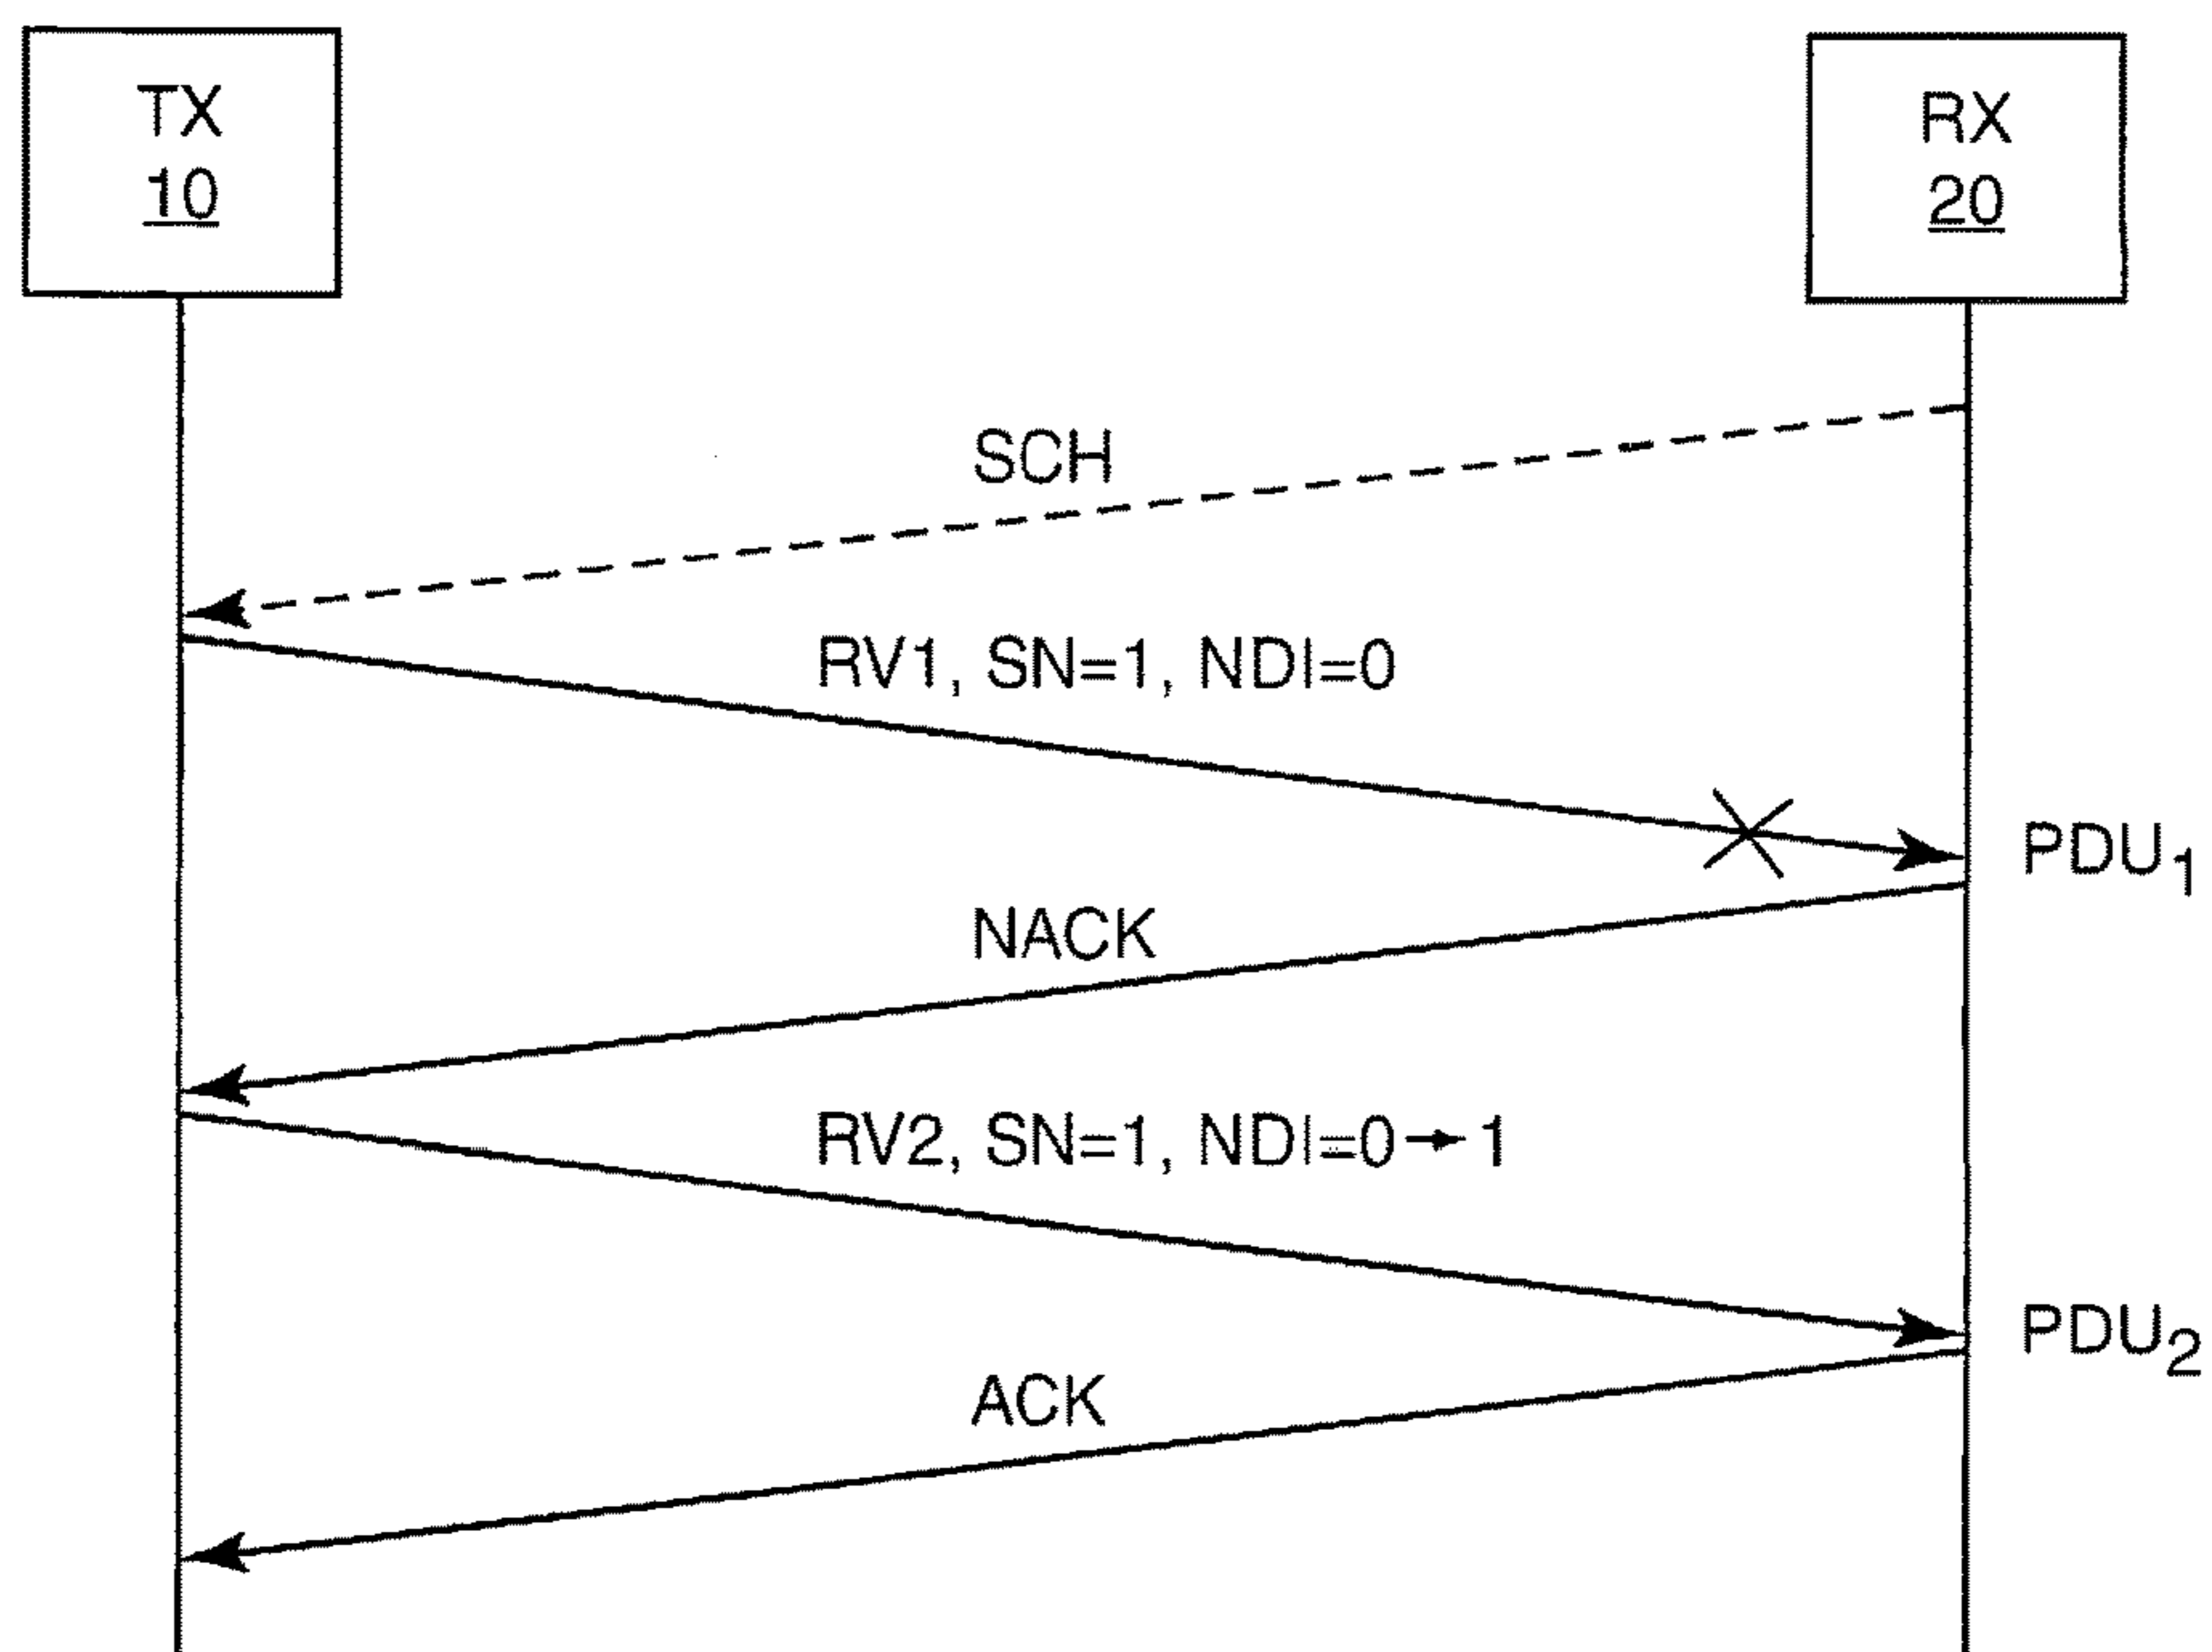 TX
10
RX
20
SCH
RV1, SN=1, NDI=0
PDU₁
NACK
RV2, SN=1, NDI=0→1
PDU₂
ACK